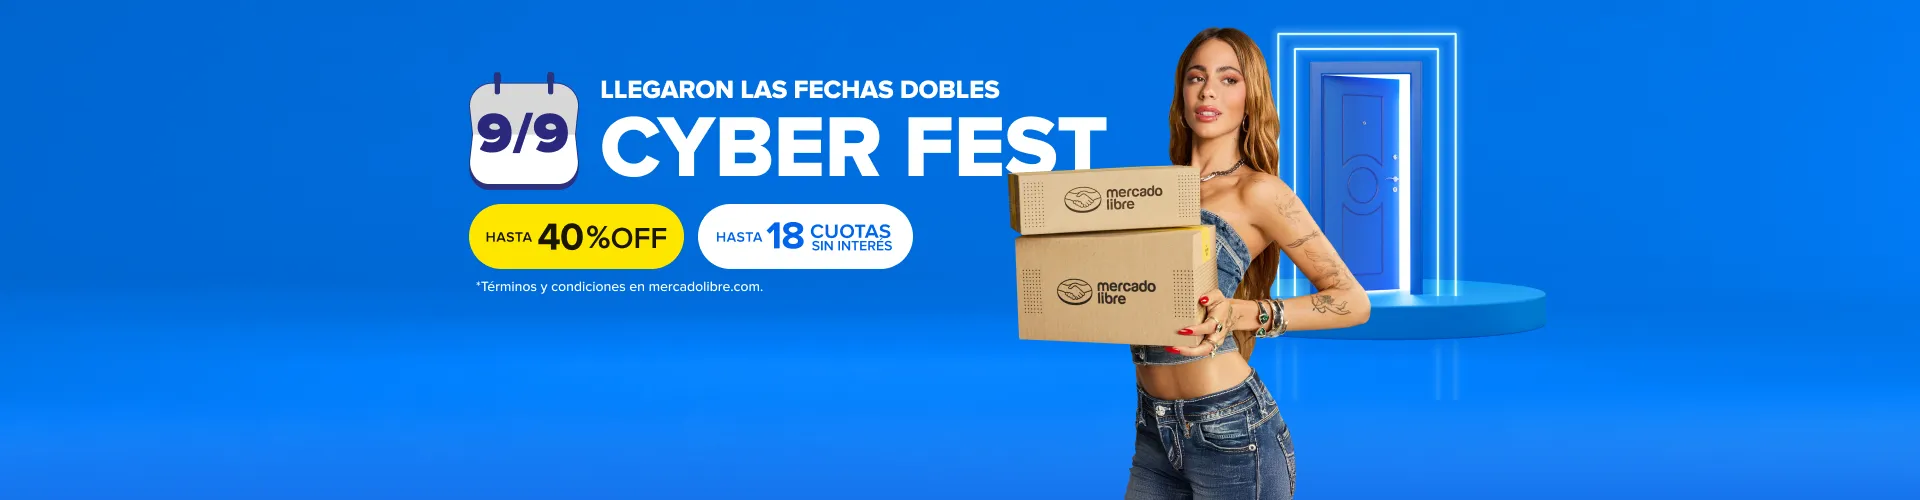 9/9
LLEGARON LAS FECHAS DOBLES
CYBER FEST
HASTA 40%OFF
HASTA 18 CUOTAS
SIN INTERÉS
*Términos y condiciones en mercadolibre.com.
mercado
libre
mercado
libre